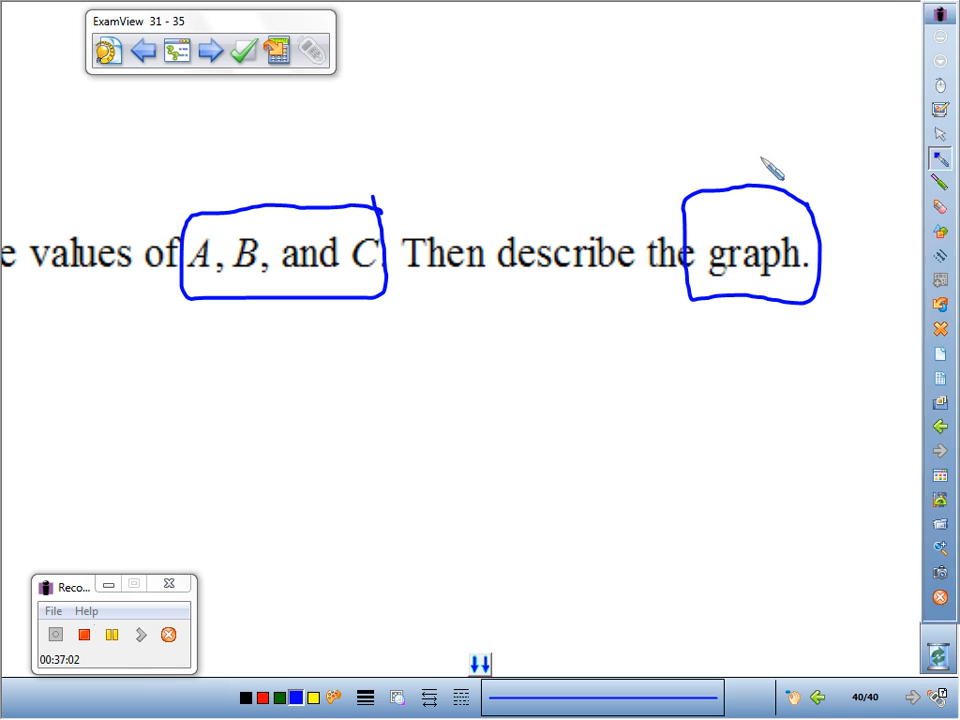 ExamView 31 - 35
e values of A, B, and C. Then describe the graph.
Reco...
File Help
00:37:02
40/40